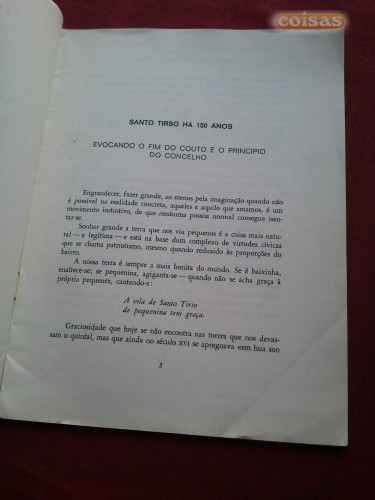 coisas
SANTO TIRSO HÁ 150 ANOS
EVOCANDO O FIM DO COUTO E O PRINCIPIO
DO CONCELHO
Engrandecer, fazer grande, ao menos pela imaginação quando não
é possível na realidade concreta, aqueles e aquilo que amamos, é um
movimento instintivo, de que nenhuma pessoa normal consegue isen-
tar-se.
Sonhar grande a terra que nos viu pequenos é a coisa mais natu-
ral — e legítima — e está na base dum complexo de virtudes cívicas
que se chama patriotismo, mesmo quando reduzido às proporções do
bairro.
A nossa terra é sempre a mais bonita do mundo. Se é baixinha,
enaltece-se; se pequenina, agiganta-se — quando não se acha graça à
própria pequenez, cantando-a:
A vila de Santo Tirso
de pequenina tem graça.
Graciosidade que hoje se não encontra nas torres que nos devas-
sam o quintal, mas que ainda no século XVI se apregoava «em hua soo
3